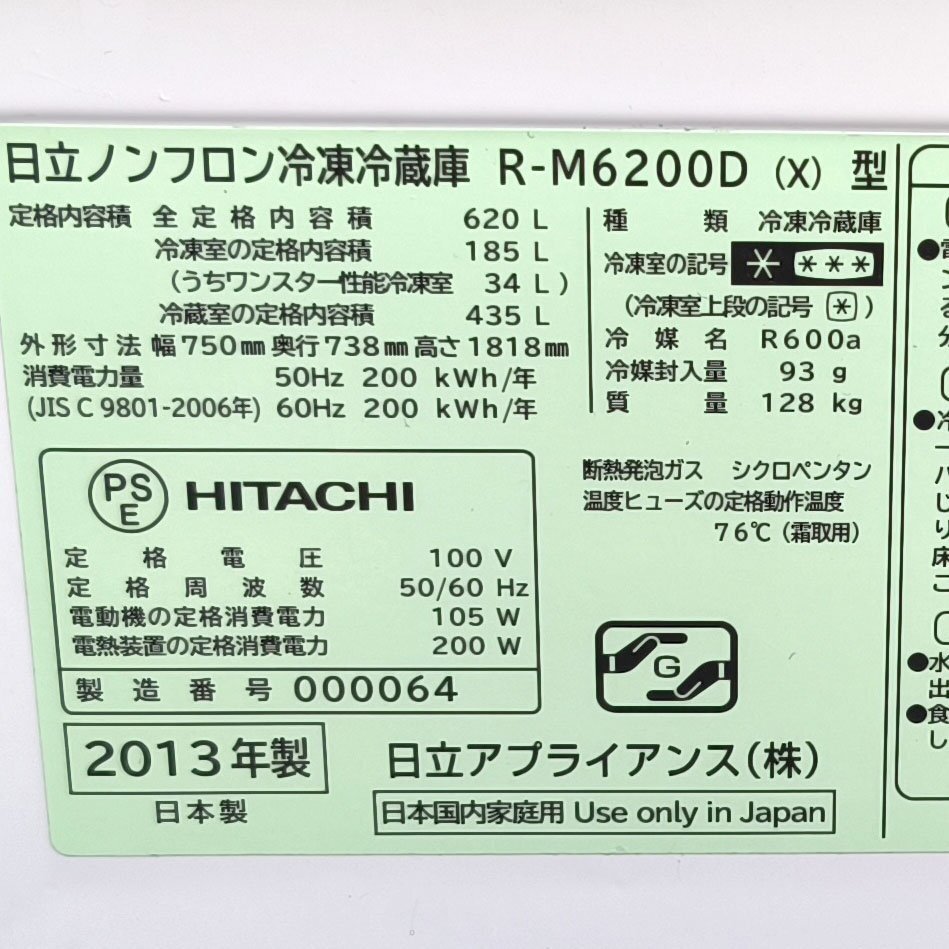 日立ノンフロン冷凍冷蔵庫 R-M6200D (X) 型
定格内容積 全定格内容積 620 L
冷凍室の定格内容積 185 L
(うちワンスター性能冷凍室 34 L)
冷蔵室の定格内容積 435 L
外形寸法 幅750mm奥行738mm高さ1818mm
消費電力量 50Hz 200 kWh/年
(JIS C 9801-2006年) 60Hz 200 kWh/年
種類 冷凍冷蔵庫
冷凍室の記号 * ***
(冷凍室上段の記号 * )
冷媒名 R600a
冷媒封入量 93 g
質量 128 kg
断熱発泡ガス シクロペンタン
温度ヒューズの定格動作温度
76℃(霜取用)
PSE HITACHI
定格電圧 100 V
定格周波数 50/60 Hz
電動機の定格消費電力 105 W
電熱装置の定格消費電力 200 W
製造番号 000064
G
2013年製
日本製
日立アプライアンス(株)
日本国内家庭用 Use only in Japan